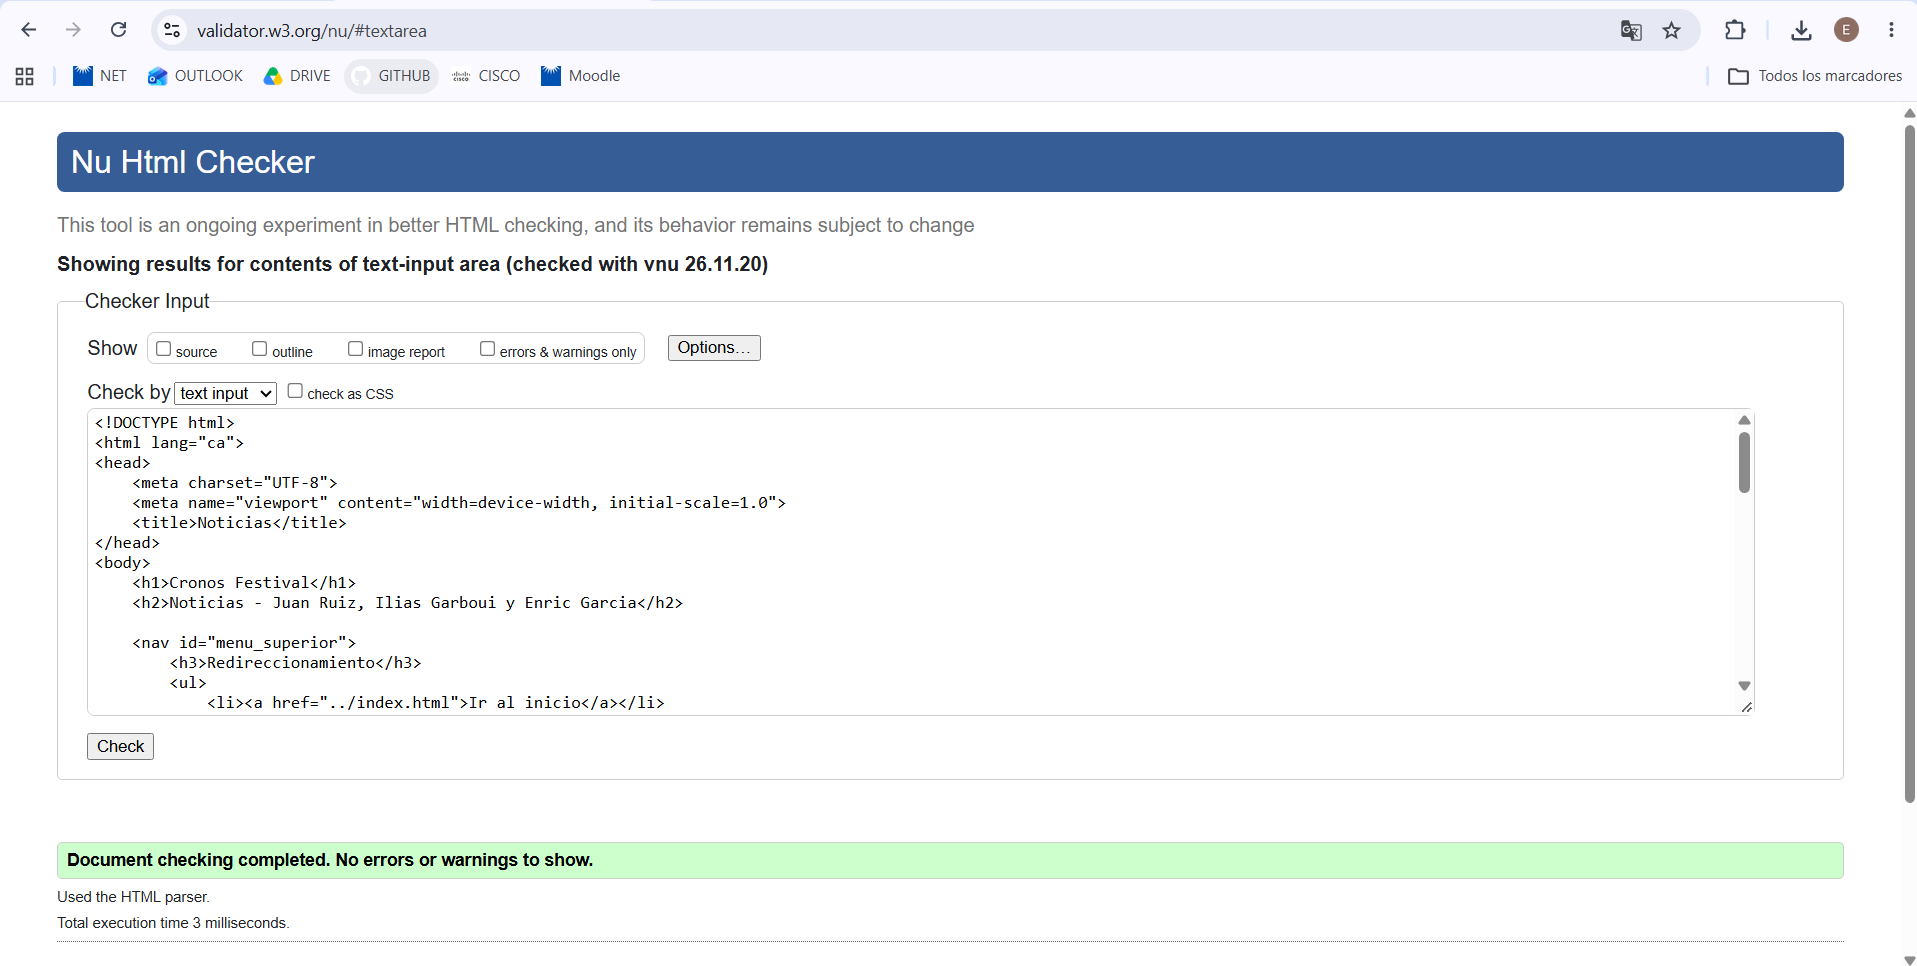 validator.w3.org/nu/#textarea
E
NET OUTLOOK DRIVE GITHUB CISCO Moodle Todos los marcadores
Nu Html Checker
This tool is an ongoing experiment in better HTML checking, and its behavior remains subject to change
Showing results for contents of text-input area (checked with vnu 26.11.20)
Checker Input
Show source outline image report errors & warnings only Options...
Check by text input check as CSS
<!DOCTYPE html>
<html lang="ca">
<head>
    <meta charset="UTF-8">
    <meta name="viewport" content="width=device-width, initial-scale=1.0">
    <title>Noticias</title>
</head>
<body>
    <h1>Cronos Festival</h1>
    <h2>Noticias - Juan Ruiz, Ilias Garboui y Enric Garcia</h2>
    <nav id="menu_superior">
        <h3>Redireccionamiento</h3>
        <ul>
            <li><a href="../index.html">Ir al inicio</a></li>
Check
Document checking completed. No errors or warnings to show.
Used the HTML parser.
Total execution time 3 milliseconds.